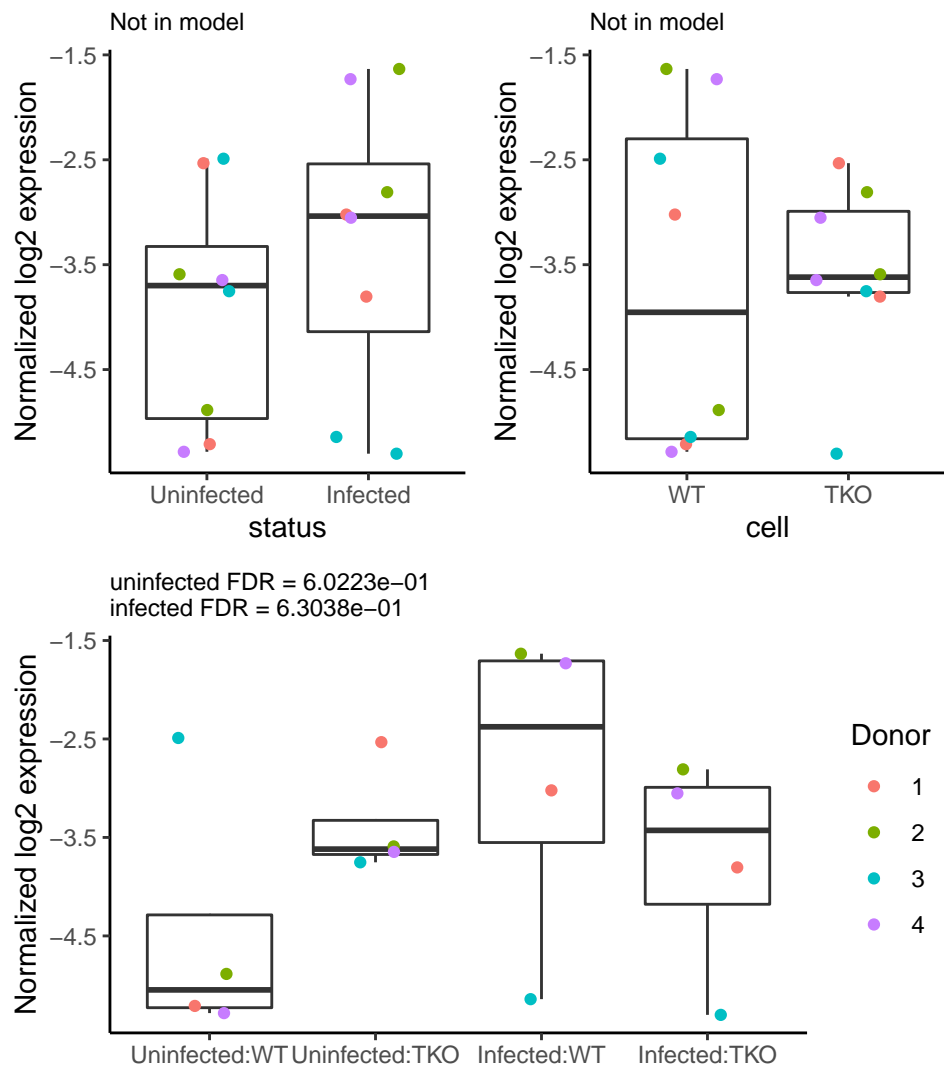 Not in model
Normalized log2 expression
−1.5
−2.5
−3.5
−4.5
Uninfected
Infected
status
Not in model
Normalized log2 expression
−1.5
−2.5
−3.5
−4.5
WT
TKO
cell
uninfected FDR = 6.0223e−01
infected FDR = 6.3038e−01
Normalized log2 expression
−1.5
−2.5
−3.5
−4.5
Uninfected:WT
Uninfected:TKO
Infected:WT
Infected:TKO
Donor
1
2
3
4